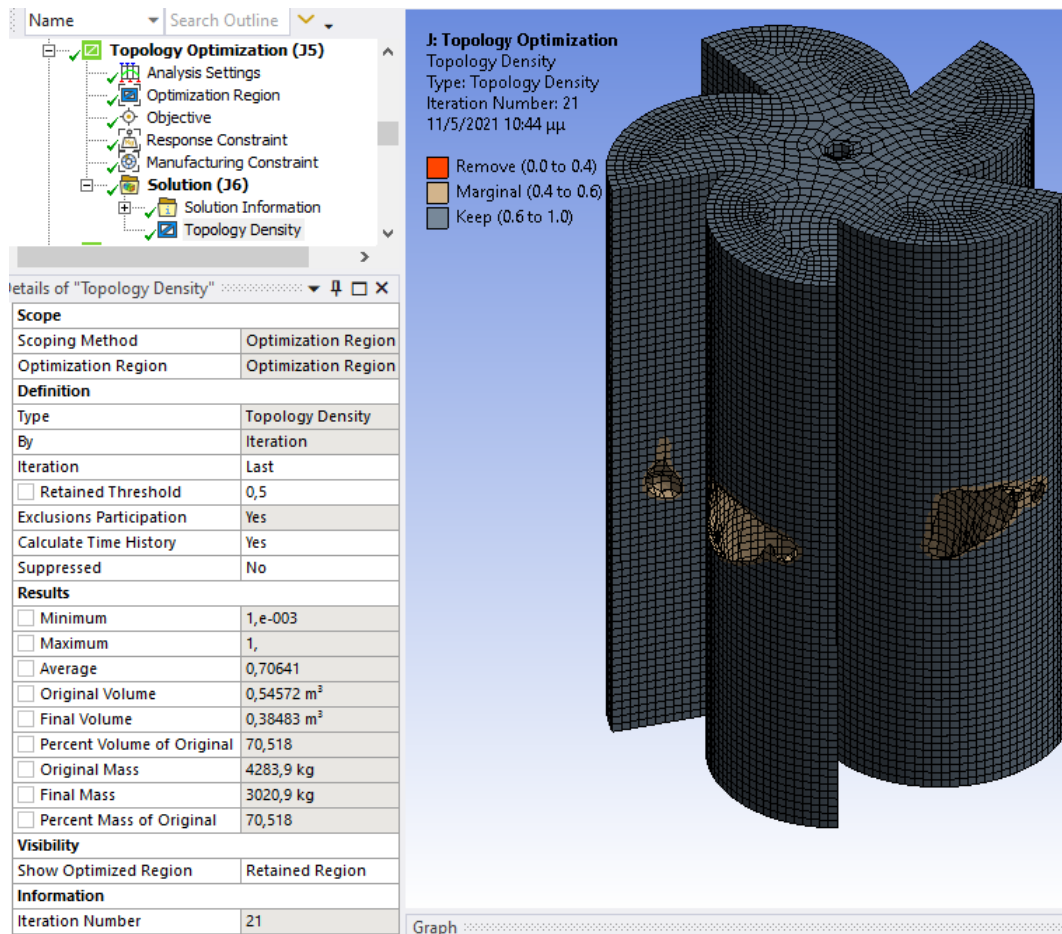 Name
Search Outline
Topology Optimization (J5)
Analysis Settings
Optimization Region
Objective
Response Constraint
Manufacturing Constraint
Solution (J6)
Solution Information
Topology Density
etails of "Topology Density"
Scope
Scoping Method Optimization Region
Optimization Region Optimization Region
Definition
Type Topology Density
By Iteration
Iteration Last
Retained Threshold 0,5
Exclusions Participation Yes
Calculate Time History Yes
Suppressed No
Results
Minimum 1,e-003
Maximum 1,
Average 0,70641
Original Volume 0,54572 m³
Final Volume 0,38483 m³
Percent Volume of Original 70,518
Original Mass 4283,9 kg
Final Mass 3020,9 kg
Percent Mass of Original 70,518
Visibility
Show Optimized Region Retained Region
Information
Iteration Number 21
J: Topology Optimization
Topology Density
Type: Topology Density
Iteration Number: 21
11/5/2021 10:44 μμ
Remove (0.0 to 0.4)
Marginal (0.4 to 0.6)
Keep (0.6 to 1.0)
Graph